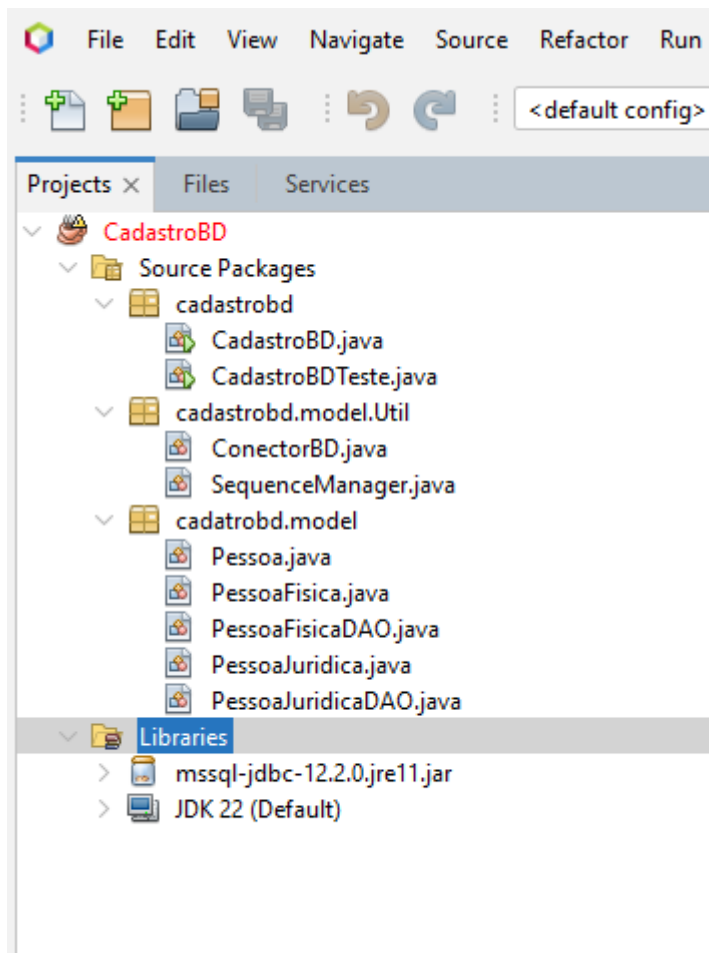 File Edit View Navigate Source Refactor Run
<default config>
Projects Files Services
CadastroBD
Source Packages
cadastrobd
CadastroBD.java
CadastroBDTeste.java
cadastrobd.model.Util
ConectorBD.java
SequenceManager.java
cadatrobd.model
Pessoa.java
PessoaFisica.java
PessoaFisicaDAO.java
PessoaJuridica.java
PessoaJuridicaDAO.java
Libraries
mssql-jdbc-12.2.0.jre11.jar
JDK 22 (Default)